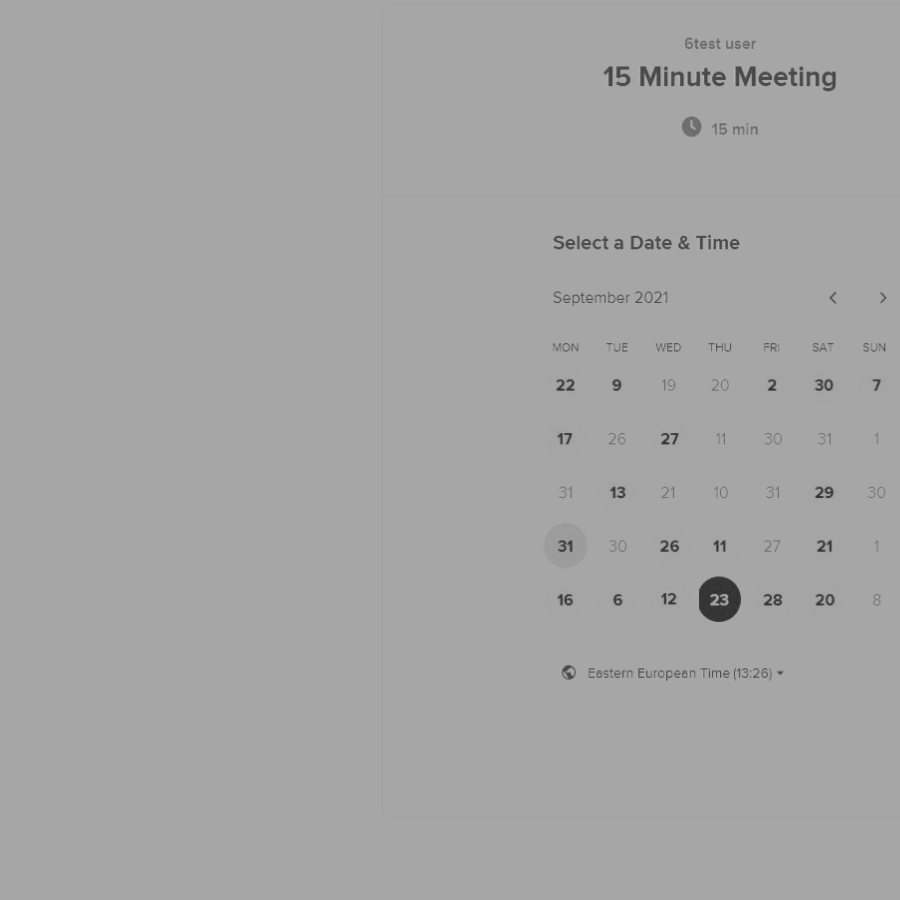 6test user
15 Minute Meeting
15 min
Select a Date & Time
September 2021
MON TUE WED THU FRI SAT SUN
22 9 19 20 2 30 7
17 26 27 11 30 31 1
31 13 21 10 31 29 30
31 30 26 11 27 21 1
16 6 12 23 28 20 8
Eastern European Time (13:26)